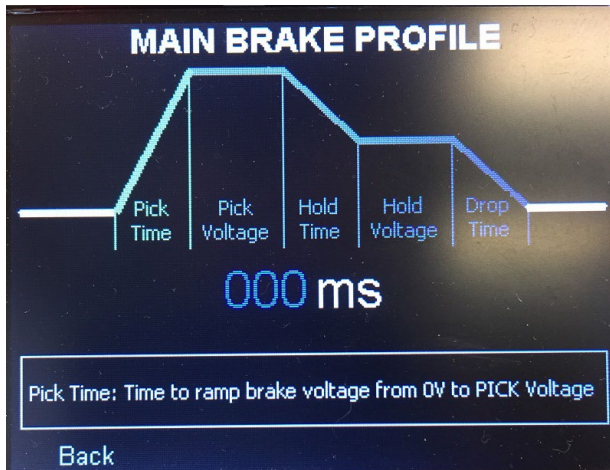 MAIN BRAKE PROFILE
Pick Time
Pick Voltage
Hold Time
Hold Voltage
Drop Time
000 ms
Pick Time: Time to ramp brake voltage from 0V to PICK Voltage
Back